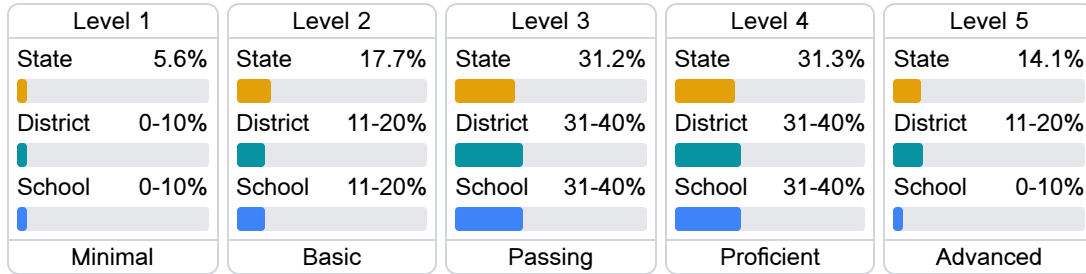 Level 1
State 5.6%
District 0-10%
School 0-10%
Minimal
Level 2
State 17.7%
District 11-20%
School 11-20%
Basic
Level 3
State 31.2%
District 31-40%
School 31-40%
Passing
Level 4
State 31.3%
District 31-40%
School 31-40%
Proficient
Level 5
State 14.1%
District 11-20%
School 0-10%
Advanced